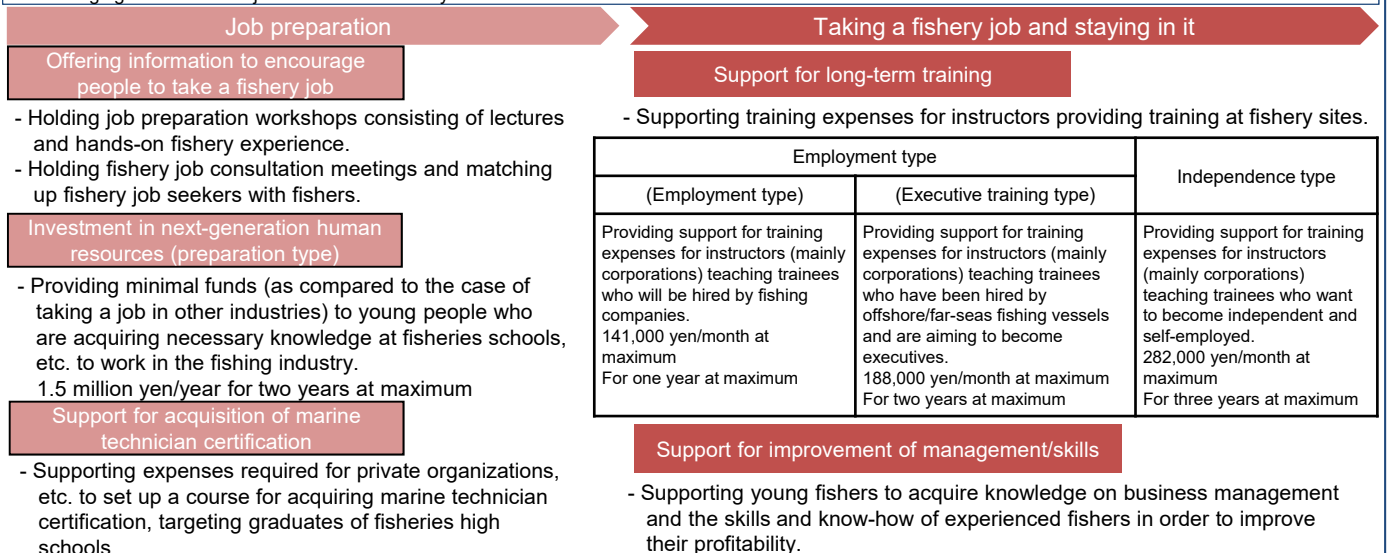 Job preparation
Offering information to encourage
people to take a fishery job
- Holding job preparation workshops consisting of lectures
and hands-on fishery experience.
- Holding fishery job consultation meetings and matching
up fishery job seekers with fishers.
Investment in next-generation human
resources (preparation type)
- Providing minimal funds (as compared to the case of
taking a job in other industries) to young people who
are acquiring necessary knowledge at fisheries schools,
etc. to work in the fishing industry.
1.5 million yen/year for two years at maximum
Support for acquisition of marine
technician certification
- Supporting expenses required for private organizations,
etc. to set up a course for acquiring marine technician
certification, targeting graduates of fisheries high
schools
Taking a fishery job and staying in it
Support for long-term training
- Supporting training expenses for instructors providing training at fishery sites.
Employment type
Independence type
(Employment type)
(Executive training type)
Providing support for training
expenses for instructors (mainly
corporations) teaching trainees
who will be hired by fishing
companies.
141,000 yen/month at
maximum
For one year at maximum
Providing support for training
expenses for instructors (mainly
corporations) teaching trainees
who have been hired by
offshore/far-seas fishing vessels
and are aiming to become
executives.
188,000 yen/month at maximum
For two years at maximum
Providing support for training
expenses for instructors
(mainly corporations)
teaching trainees who want
to become independent and
self-employed.
282,000 yen/month at
maximum
For three years at maximum
Support for improvement of management/skills
- Supporting young fishers to acquire knowledge on business management
and the skills and know-how of experienced fishers in order to improve
their profitability.